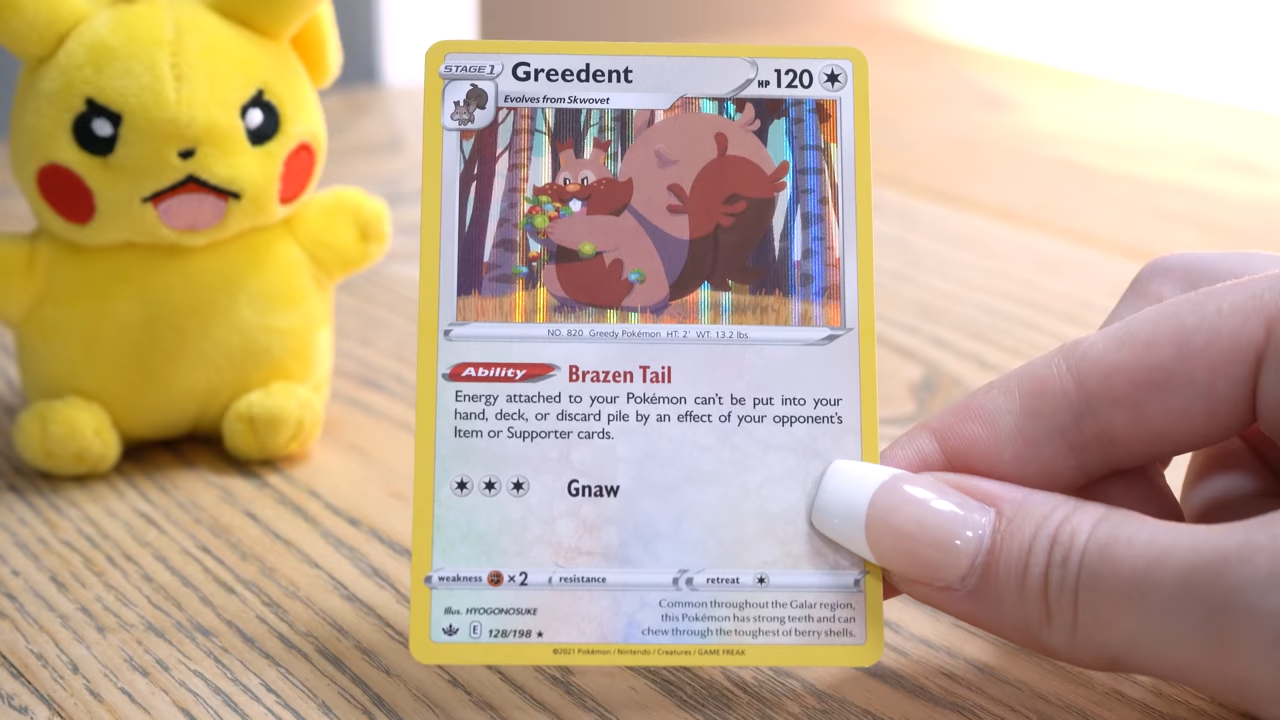 STAGE 1 Greedent HP 120
Evolves from Skwovet
NO. 820 Greedy Pokémon HT: 2' WT: 13.2 lbs.
Ability Brazen Tail
Energy attached to your Pokémon can't be put into your
hand, deck, or discard pile by an effect of your opponent's
Item or Supporter cards.
Gnaw
weakness ×2 resistance retreat
Illus. HYOGONOSUKE
E 128/198
Common throughout the Galar region,
this Pokémon has strong teeth and can
chew through the toughest of berry shells.
©2021 Pokémon / Nintendo / Creatures / GAME FREAK